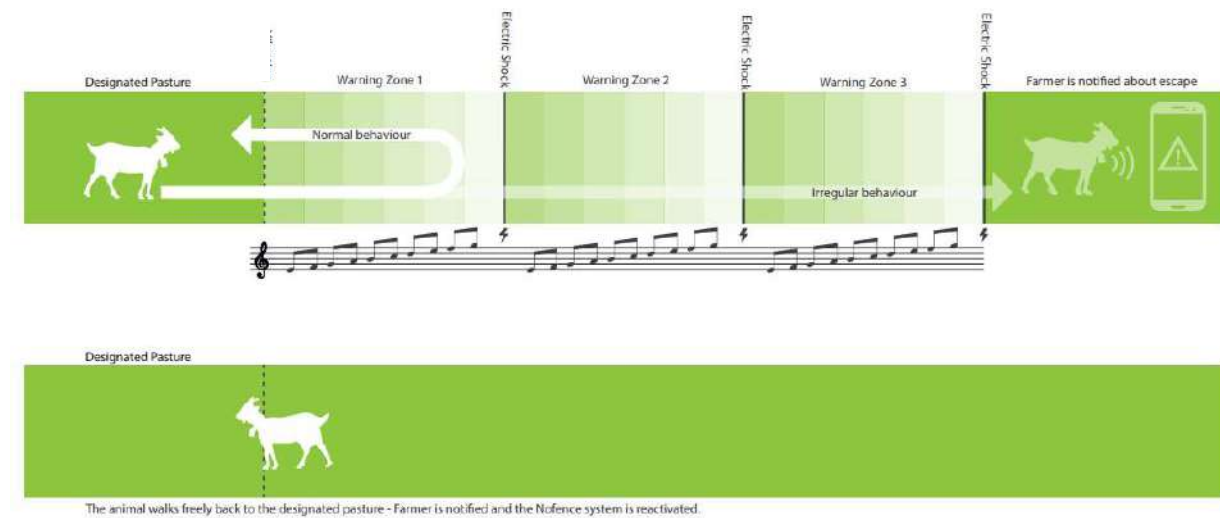 Designated Pasture
Warning Zone 1
Electric Shock
Warning Zone 2
Electric Shock
Warning Zone 3
Electric Shock
Farmer is notified about escape
Normal behaviour
Irregular behaviour
Designated Pasture
The animal walks freely back to the designated pasture - Farmer is notified and the Nofence system is reactivated.